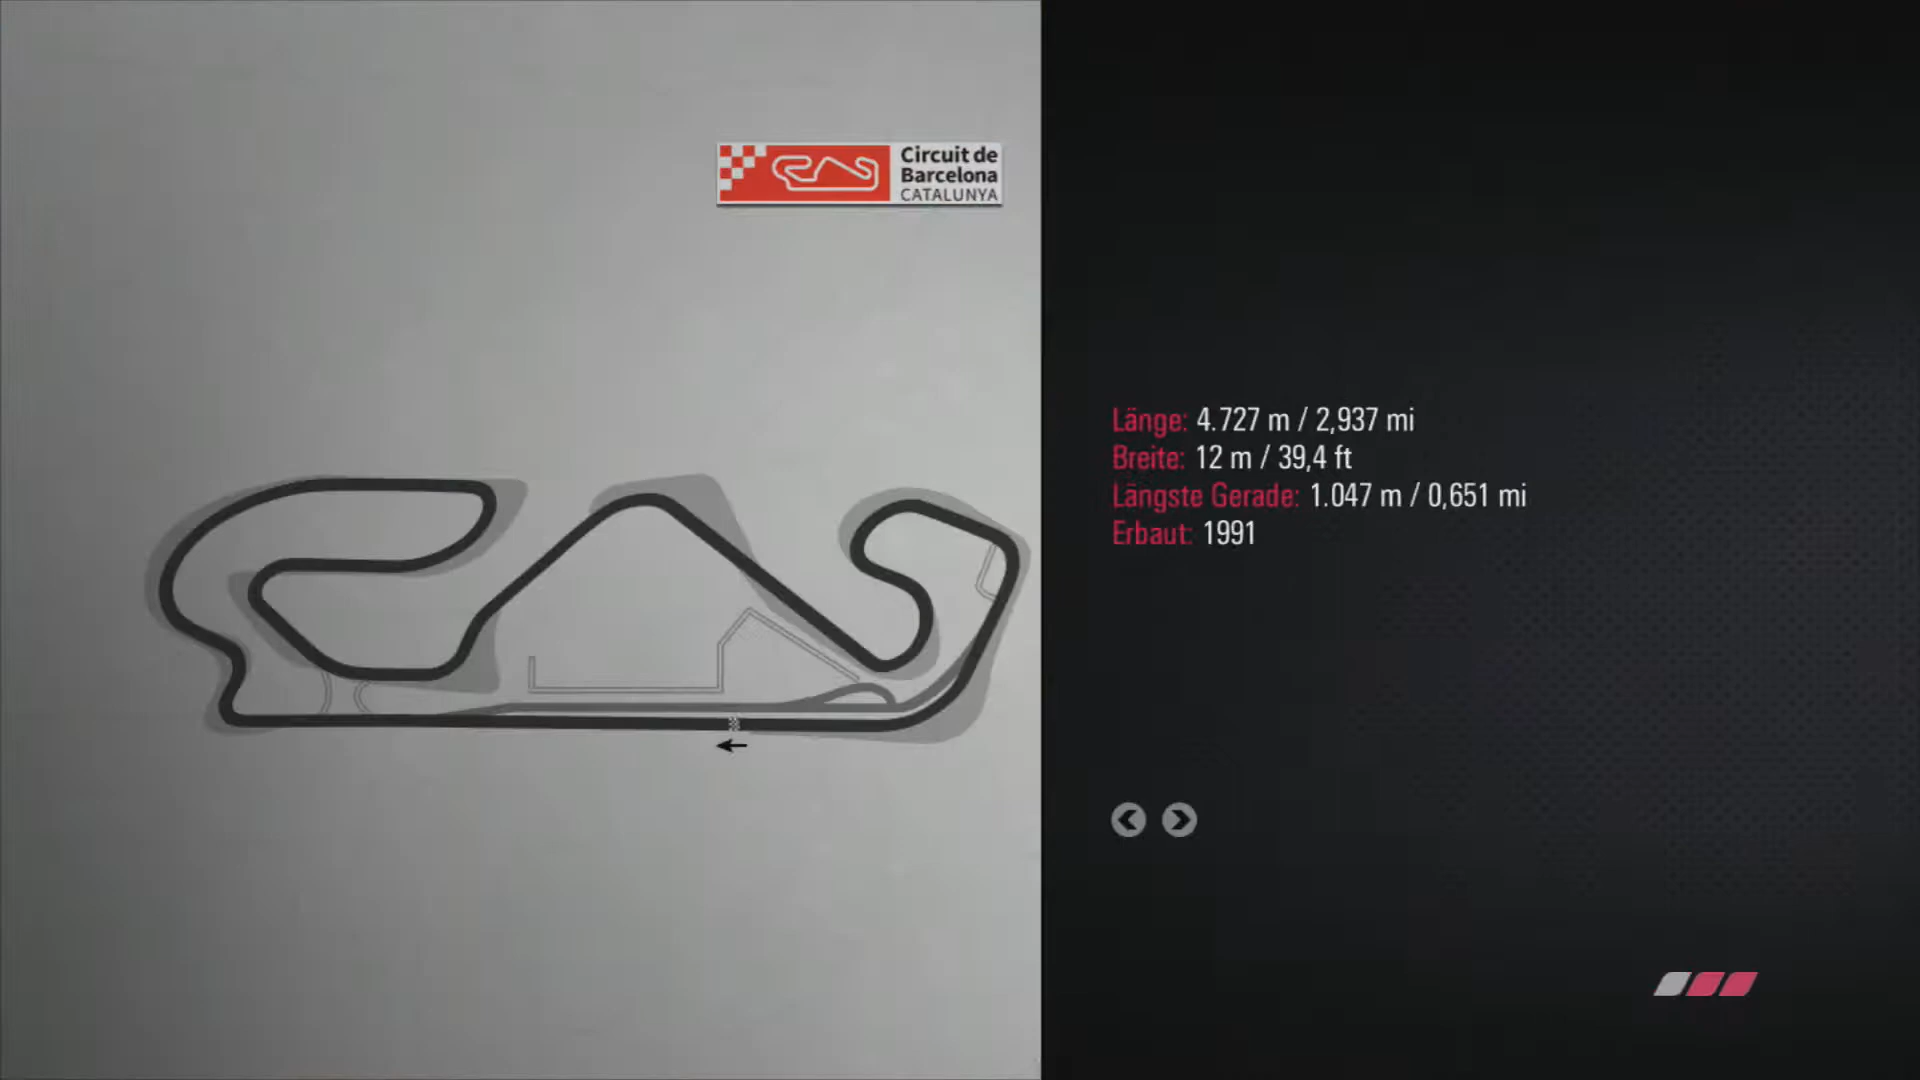 Circuit de
Barcelona
CATALUNYA
Länge: 4.727 m / 2,937 mi
Breite: 12 m / 39,4 ft
Längste Gerade: 1.047 m / 0,651 mi
Erbaut: 1991